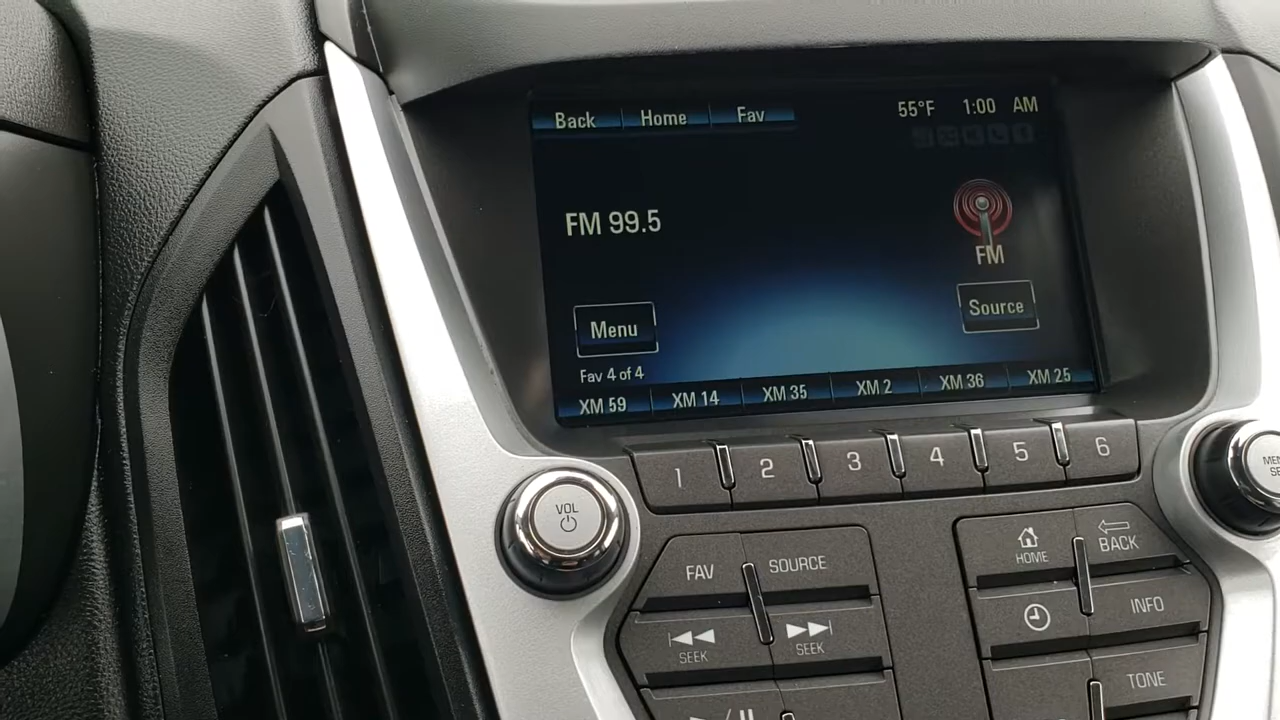 Back Home Fav 55°F 1:00 AM
FM 99.5
FM
Menu Source
Fav 4 of 4
XM 59 XM 14 XM 35 XM 2 XM 36 XM 25
1 2 3 4 5 6
VOL
FAV SOURCE
HOME BACK
SEEK SEEK
INFO
TONE